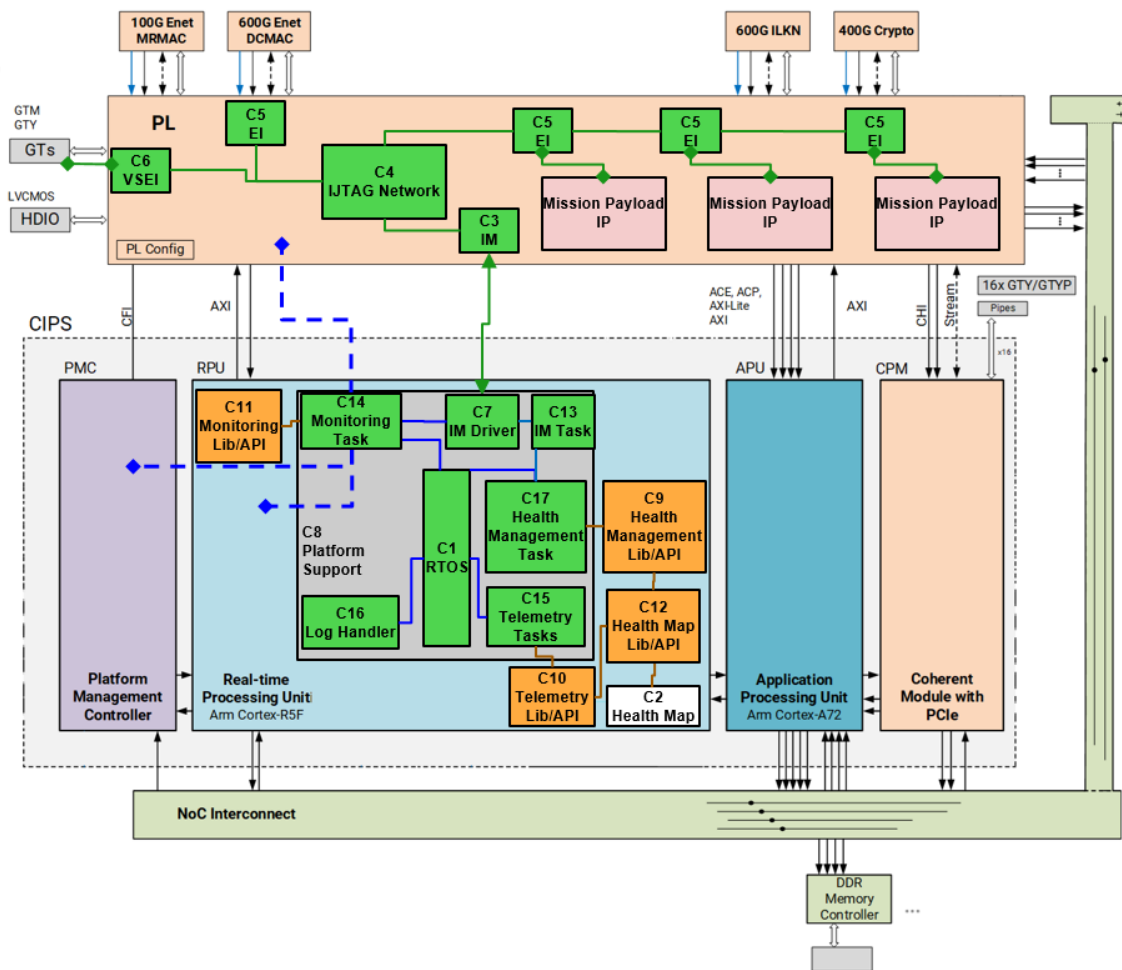 100G Enet
MRMAC
600G Enet
DCMAC
600G ILKN
400G Crypto
GTM
GTY
GTs
LVCMOS
HDIO
PL
C5
EI
C6
VSEI
C4
IJTAG Network
C3
IM
C5
EI
C5
EI
C5
EI
Mission Payload
IP
Mission Payload
IP
Mission Payload
IP
PL Config
CFI
AXI
ACE, ACP,
AXI-Lite
AXI
AXI
CHI
Stream
16x GTY/GTYP
Pipes
x16
CIPS
PMC
RPU
APU
CPM
C11
Monitoring
Lib/API
C14
Monitoring
Task
C7
IM Driver
C13
IM Task
C8
Platform
Support
C1
RTOS
C17
Health
Management
Task
C9
Health
Management
Lib/API
C16
Log Handler
C15
Telemetry
Tasks
C12
Health Map
Lib/API
C10
Telemetry
Lib/API
C2
Health Map
Platform
Management
Controller
Real-time
Processing Unit
Arm Cortex-R5F
Application
Processing Unit
Arm Cortex-A72
Coherent
Module with
PCIe
NoC Interconnect
DDR
Memory
Controller
...